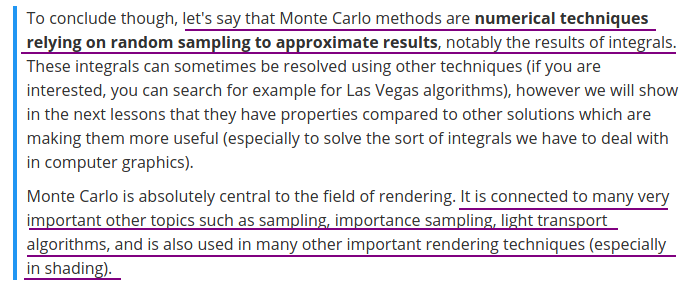 To conclude though, let's say that Monte Carlo methods are numerical techniques
relying on random sampling to approximate results, notably the results of integrals.
These integrals can sometimes be resolved using other techniques (if you are
interested, you can search for example for Las Vegas algorithms), however we will show
in the next lessons that they have properties compared to other solutions which are
making them more useful (especially to solve the sort of integrals we have to deal with
in computer graphics).
Monte Carlo is absolutely central to the field of rendering. It is connected to many very
important other topics such as sampling, importance sampling, light transport
algorithms, and is also used in many other important rendering techniques (especially
in shading).